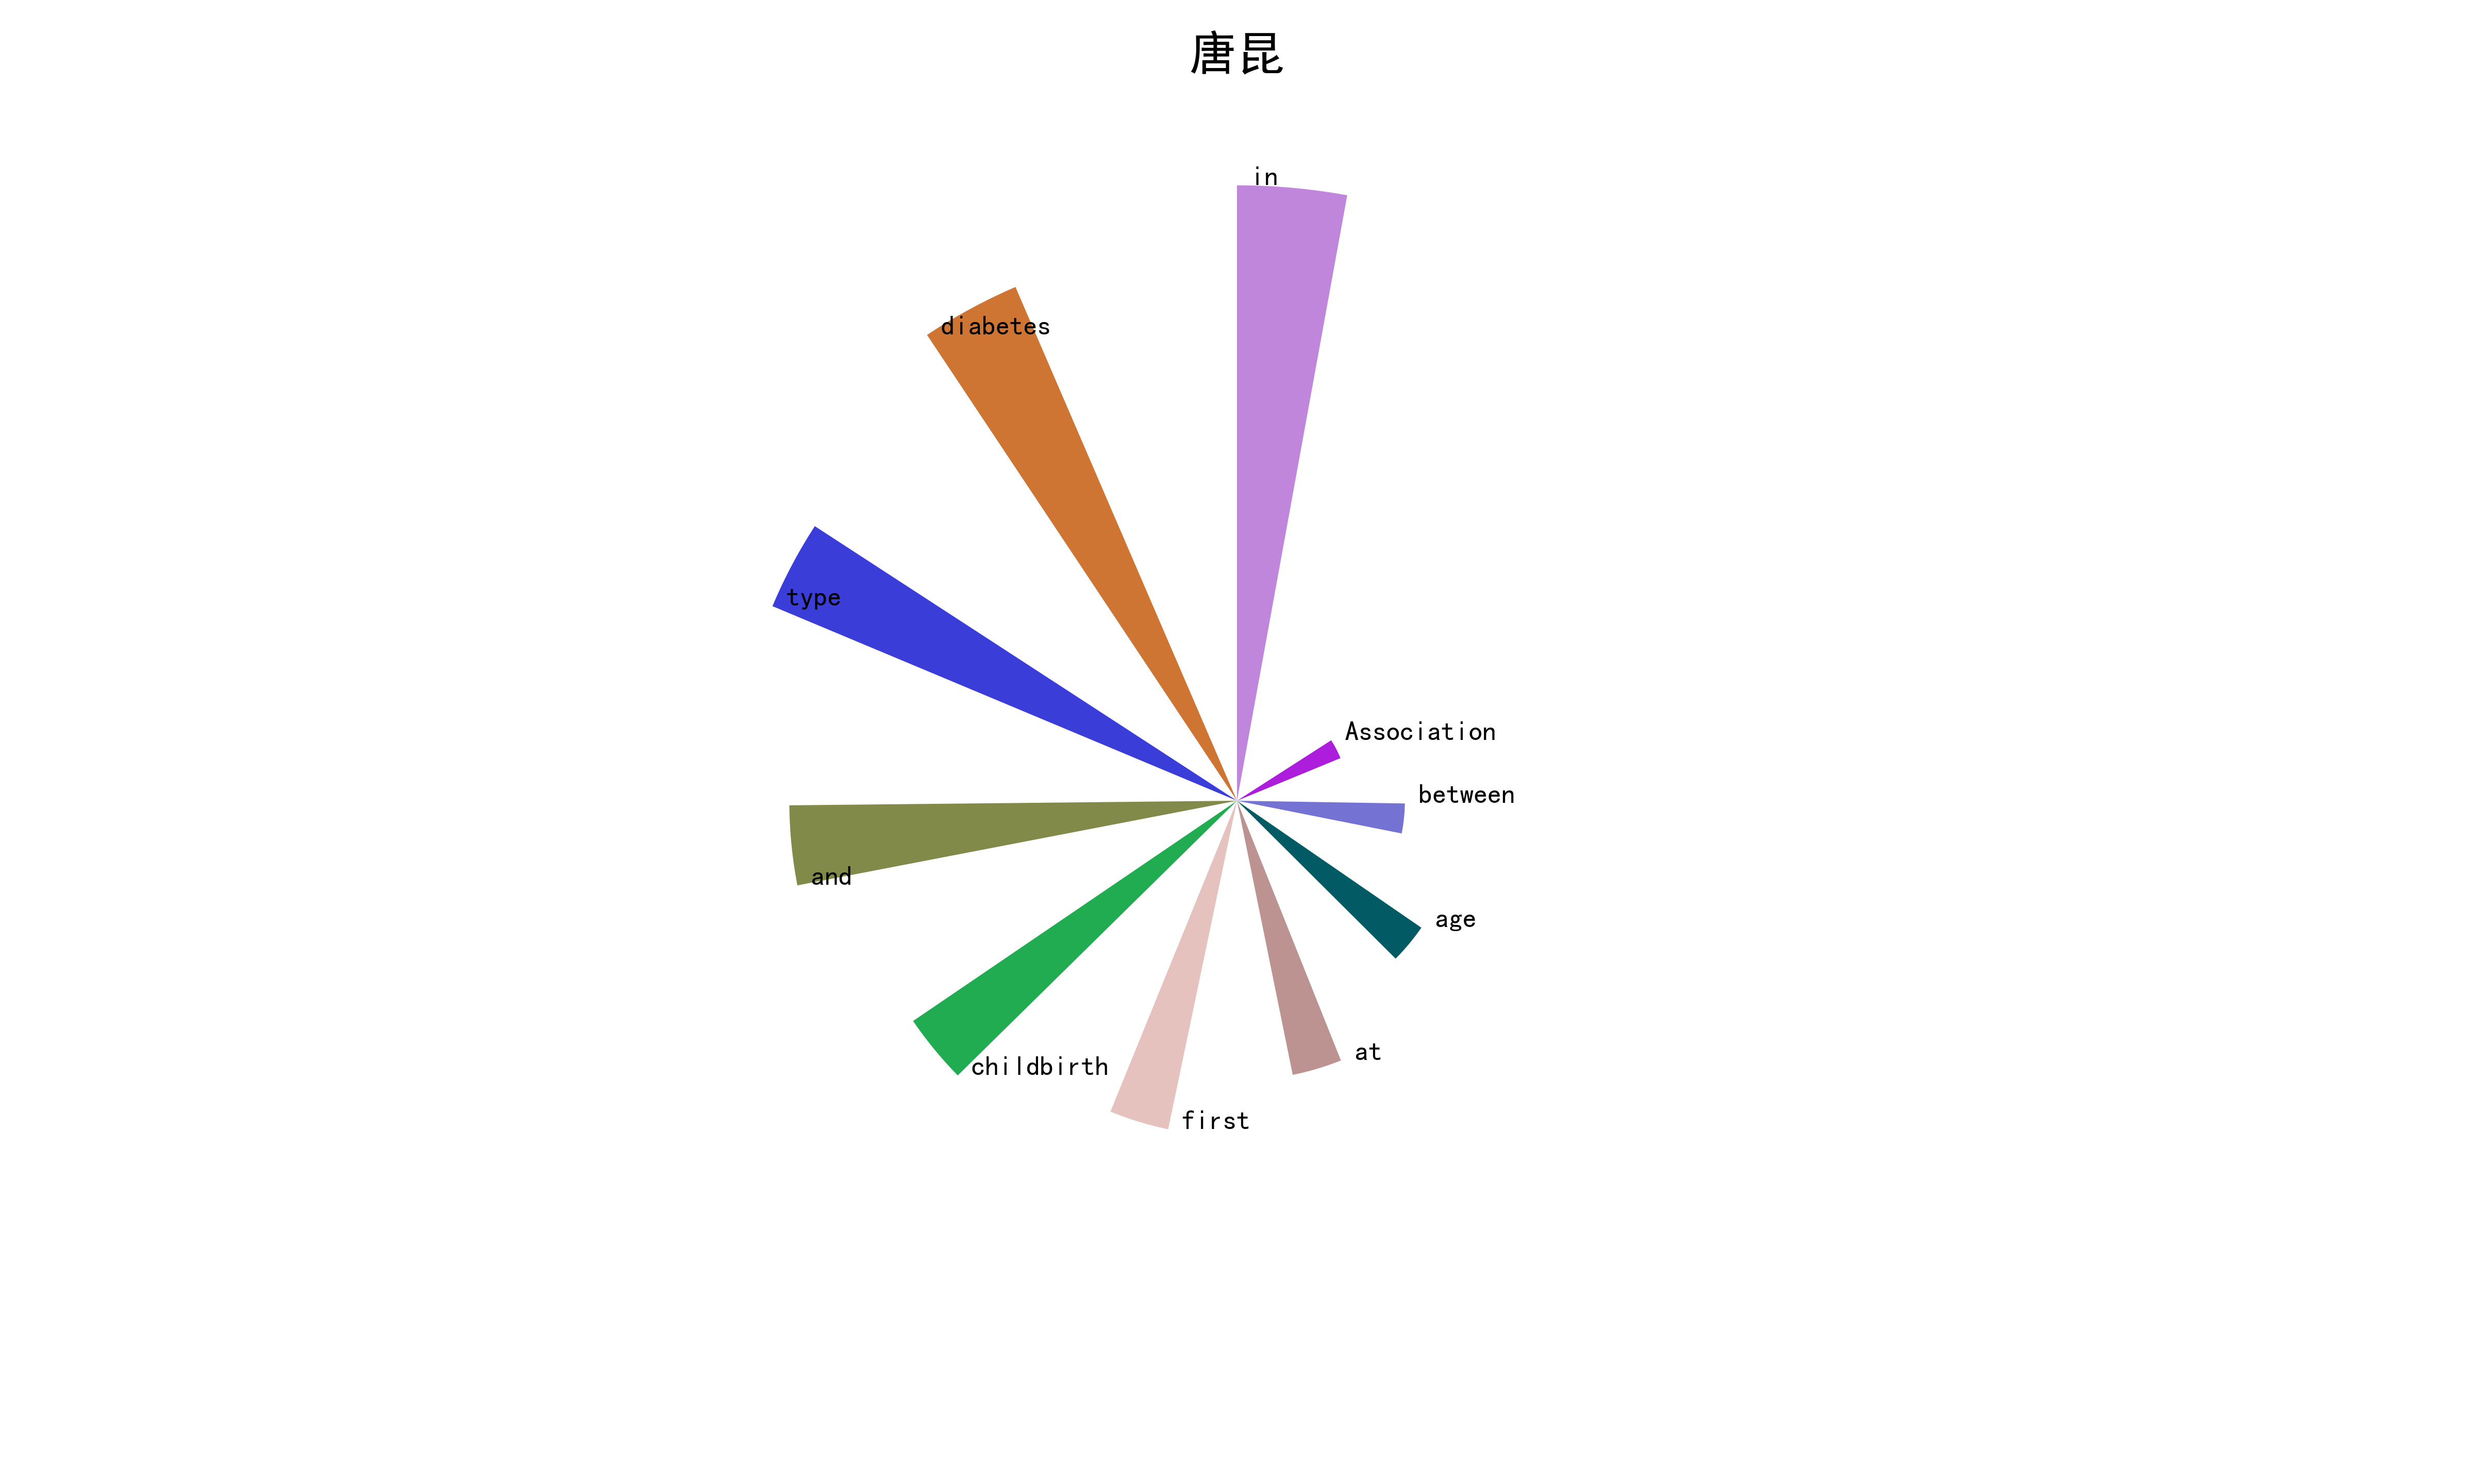 唐昆
in
diabetes
type
Association
between
and
age
at
childbirth
first